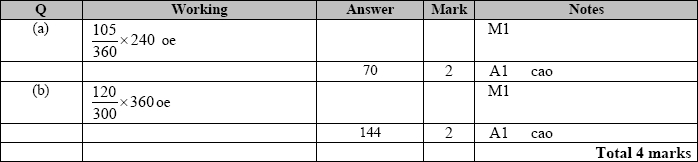 Q Working Answer Mark Notes
(a) 105/360 × 240 oe M1
70 2 A1 cao
(b) 120/300 × 360 oe M1
144 2 A1 cao
Total 4 marks